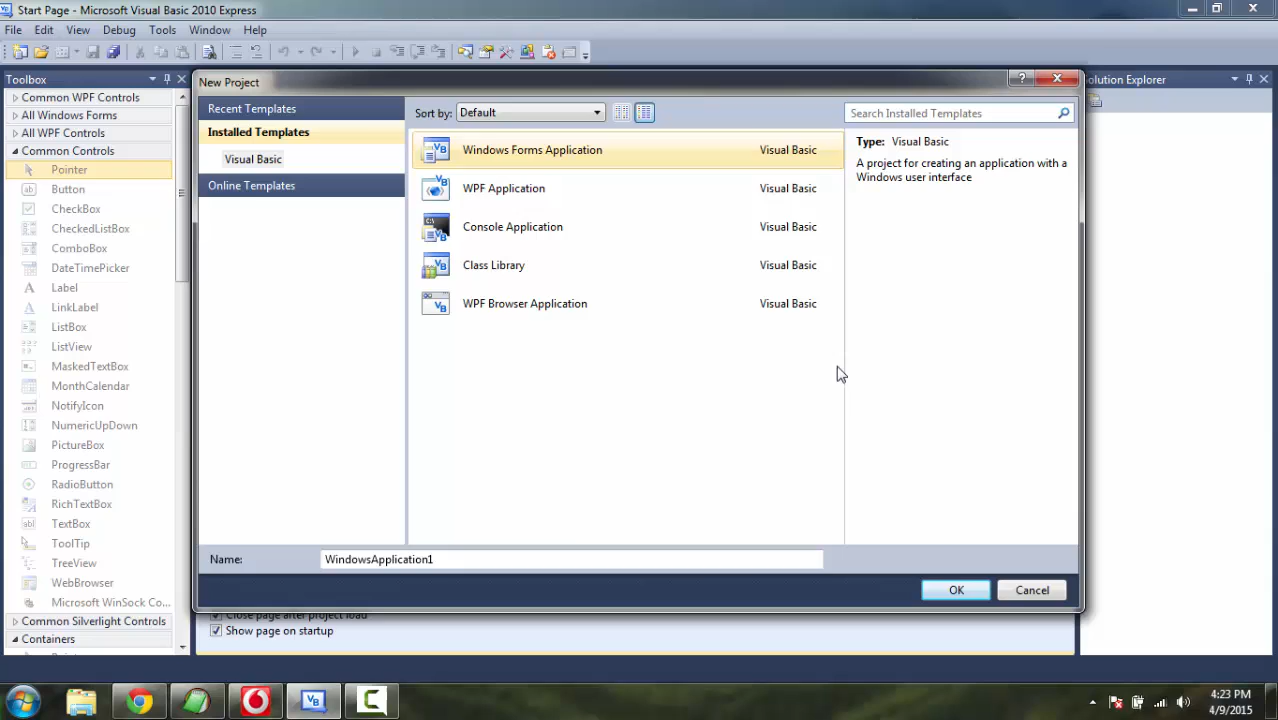 Start Page - Microsoft Visual Basic 2010 Express
File Edit View Debug Tools Window Help
Toolbox
Common WPF Controls
All Windows Forms
All WPF Controls
Common Controls
Pointer
Button
CheckBox
CheckedListBox
ComboBox
DateTimePicker
Label
LinkLabel
ListBox
ListView
MaskedTextBox
MonthCalendar
NotifyIcon
NumericUpDown
PictureBox
ProgressBar
RadioButton
RichTextBox
TextBox
ToolTip
TreeView
WebBrowser
Microsoft WinSock Co...
Common Silverlight Controls
Containers
New Project
Recent Templates
Installed Templates
Visual Basic
Online Templates
Sort by: Default
Windows Forms Application Visual Basic
WPF Application Visual Basic
Console Application Visual Basic
Class Library Visual Basic
WPF Browser Application Visual Basic
Search Installed Templates
Type: Visual Basic
A project for creating an application with a
Windows user interface
Name: WindowsApplication1
OK Cancel
Close page after project load
Show page on startup
olution Explorer
4:23 PM
4/9/2015